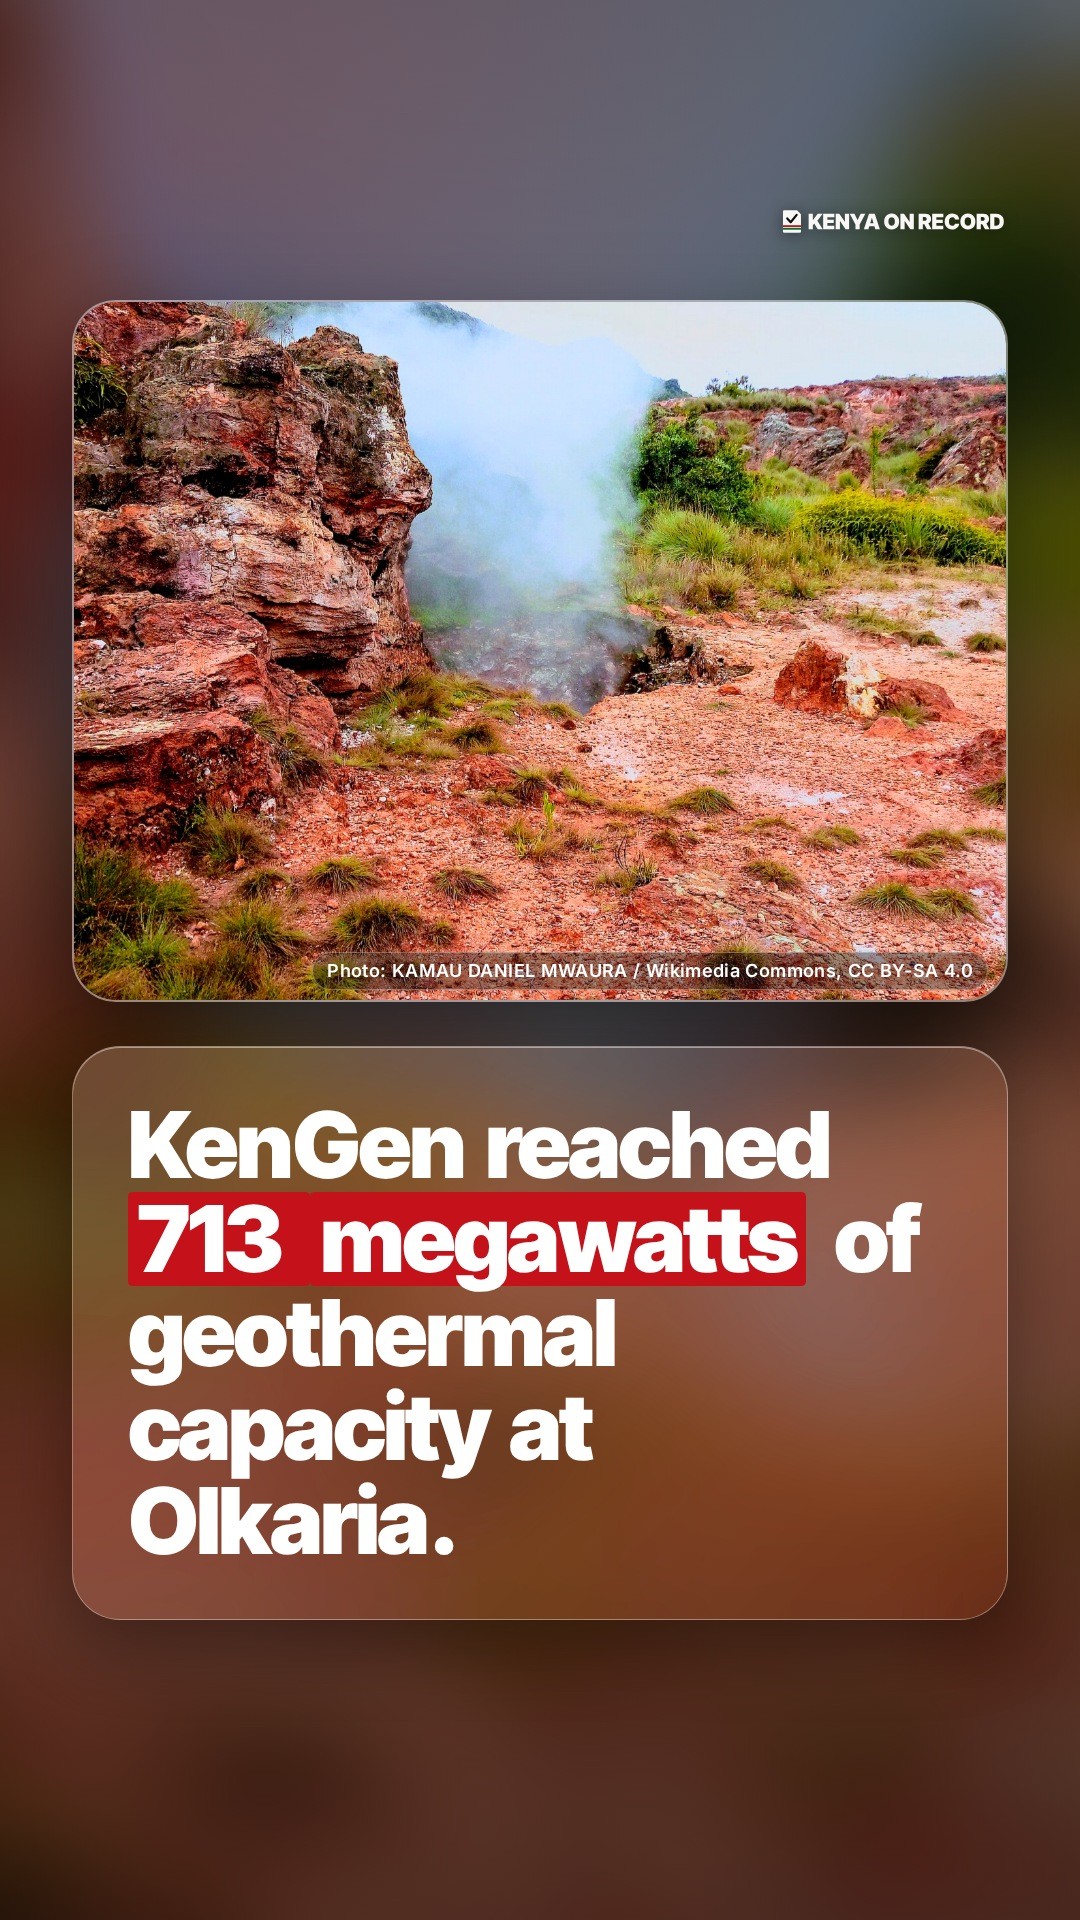 KENYA ON RECORD
Photo: KAMAU DANIEL MWAURA / Wikimedia Commons, CC BY-SA 4.0
KenGen reached
713 megawatts of
geothermal
capacity at
Olkaria.